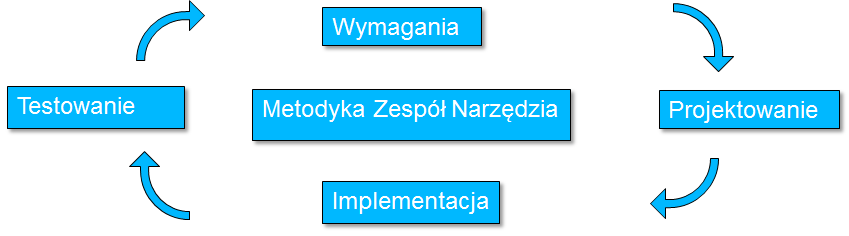 Wymagania
Testowanie
Metodyka Zespół Narzędzia
Projektowanie
Implementacja